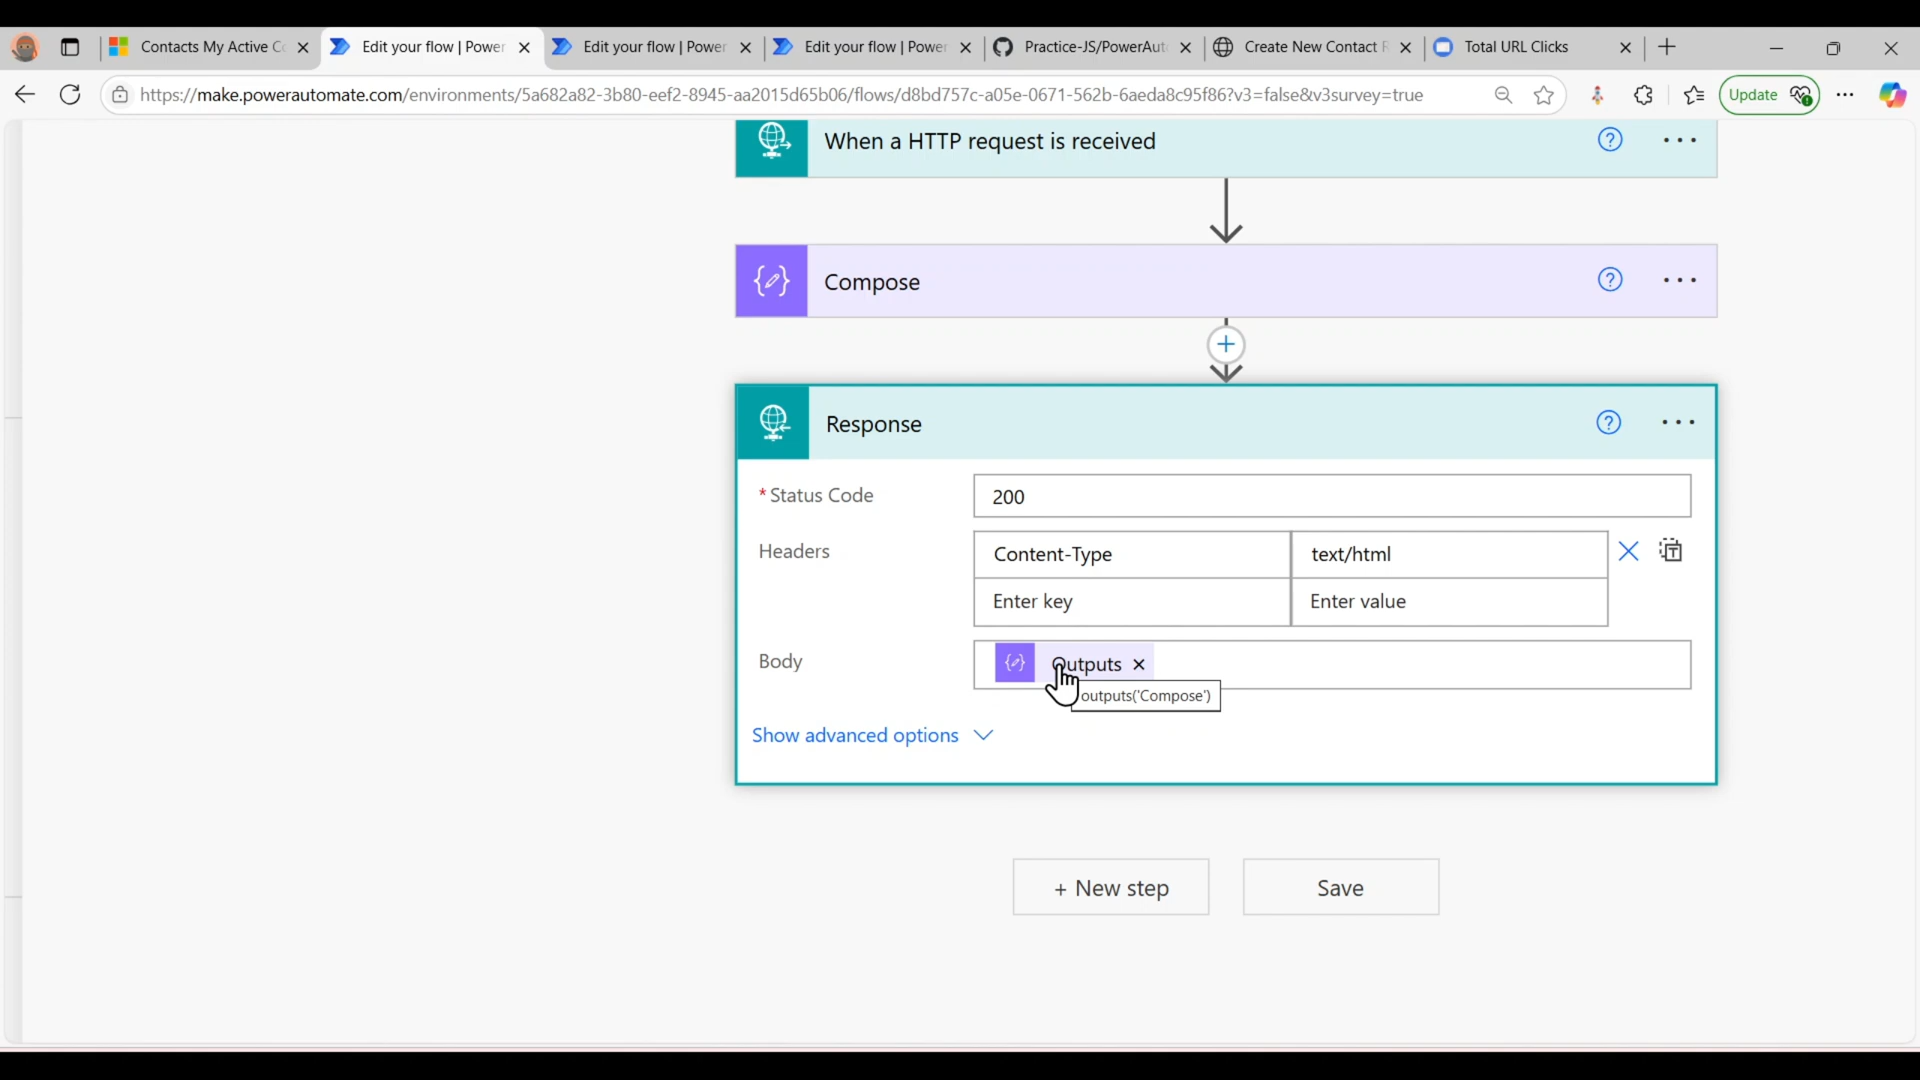 Contacts My Active C
Edit your flow | Power
Edit your flow | Power
Edit your flow | Power
Practice-JS/PowerAut
Create New Contact R
Total URL Clicks
https://make.powerautomate.com/environments/5a682a82-3b80-eef2-8945-aa2015d65b06/flows/d8bd757c-a05e-0671-562b-6aeda8c95f86?v3=false&v3survey=true
Update
When a HTTP request is received
Compose
Response
* Status Code
200
Headers
Content-Type
text/html
Enter key
Enter value
Body
Outputs
outputs('Compose')
Show advanced options
+ New step
Save